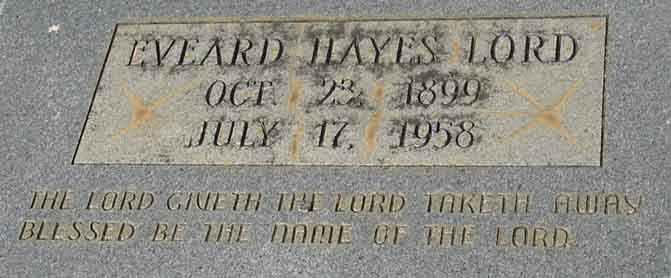 EVEARD HAYES LORD
OCT. 23, 1899
JULY 17, 1958
THE LORD GIVETH THE LORD TAKETH AWAY
BLESSED BE THE NAME OF THE LORD.